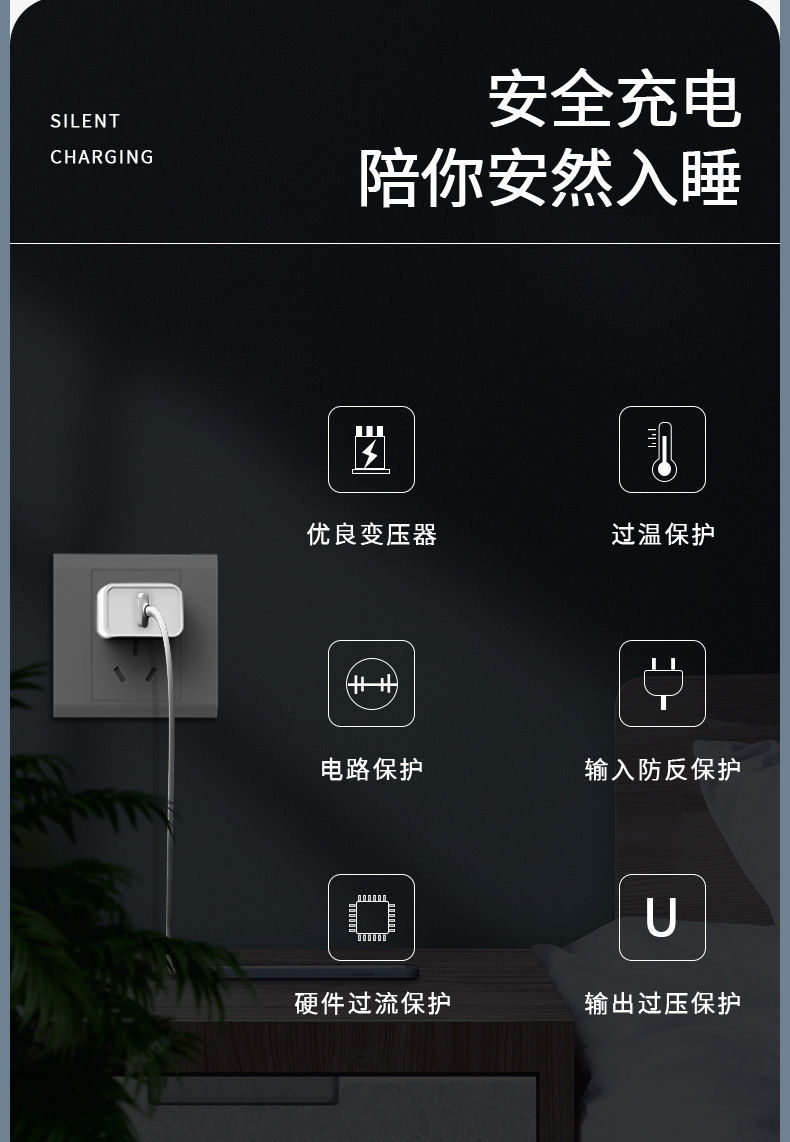 SILENT
CHARGING
安全充电
陪你安然入睡
优良变压器
过温保护
电路保护
输入防反保护
硬件过流保护
U
输出过压保护